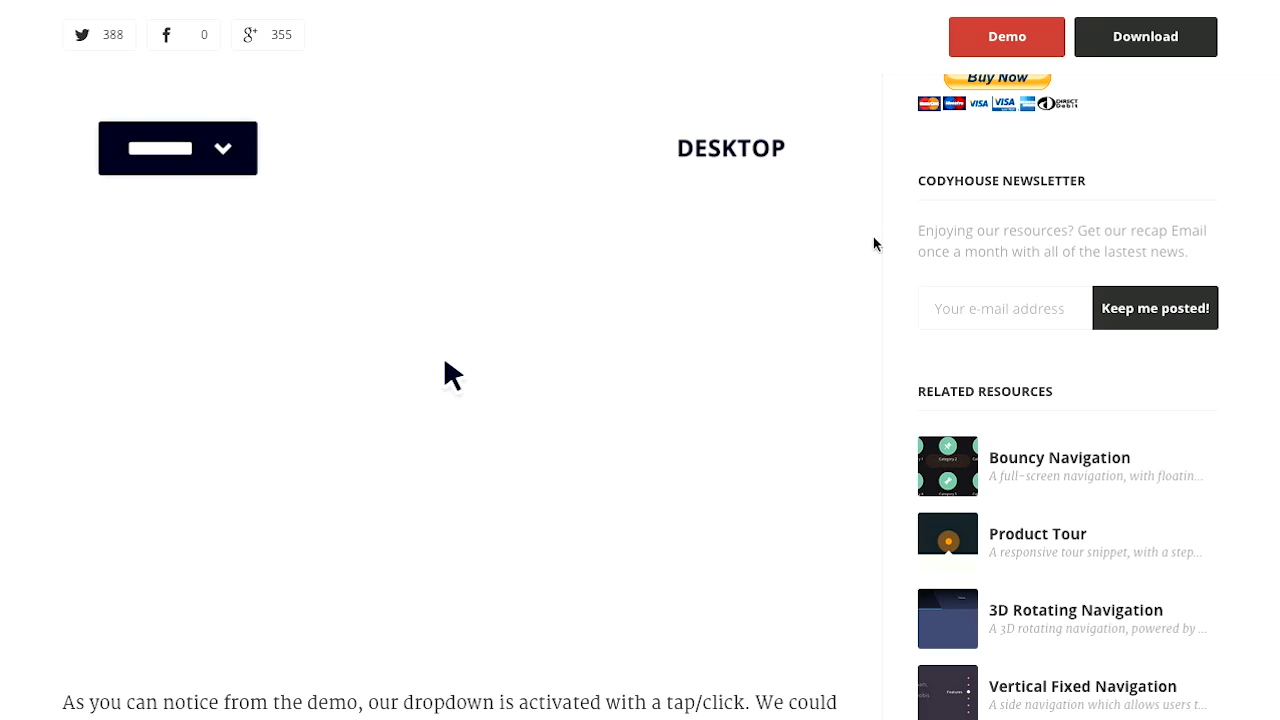 388
0
355
Demo
Download
Buy Now
VISA
VISA
DIRECT
Debit
DESKTOP
CODYHOUSE NEWSLETTER
Enjoying our resources? Get our recap Email
once a month with all of the lastest news.
Your e-mail address
Keep me posted!
RELATED RESOURCES
Bouncy Navigation
A full-screen navigation, with floatin...
Product Tour
A responsive tour snippet, with a step...
3D Rotating Navigation
A 3D rotating navigation, powered by ...
Vertical Fixed Navigation
A side navigation which allows users t...
As you can notice from the demo, our dropdown is activated with a tap/click. We could